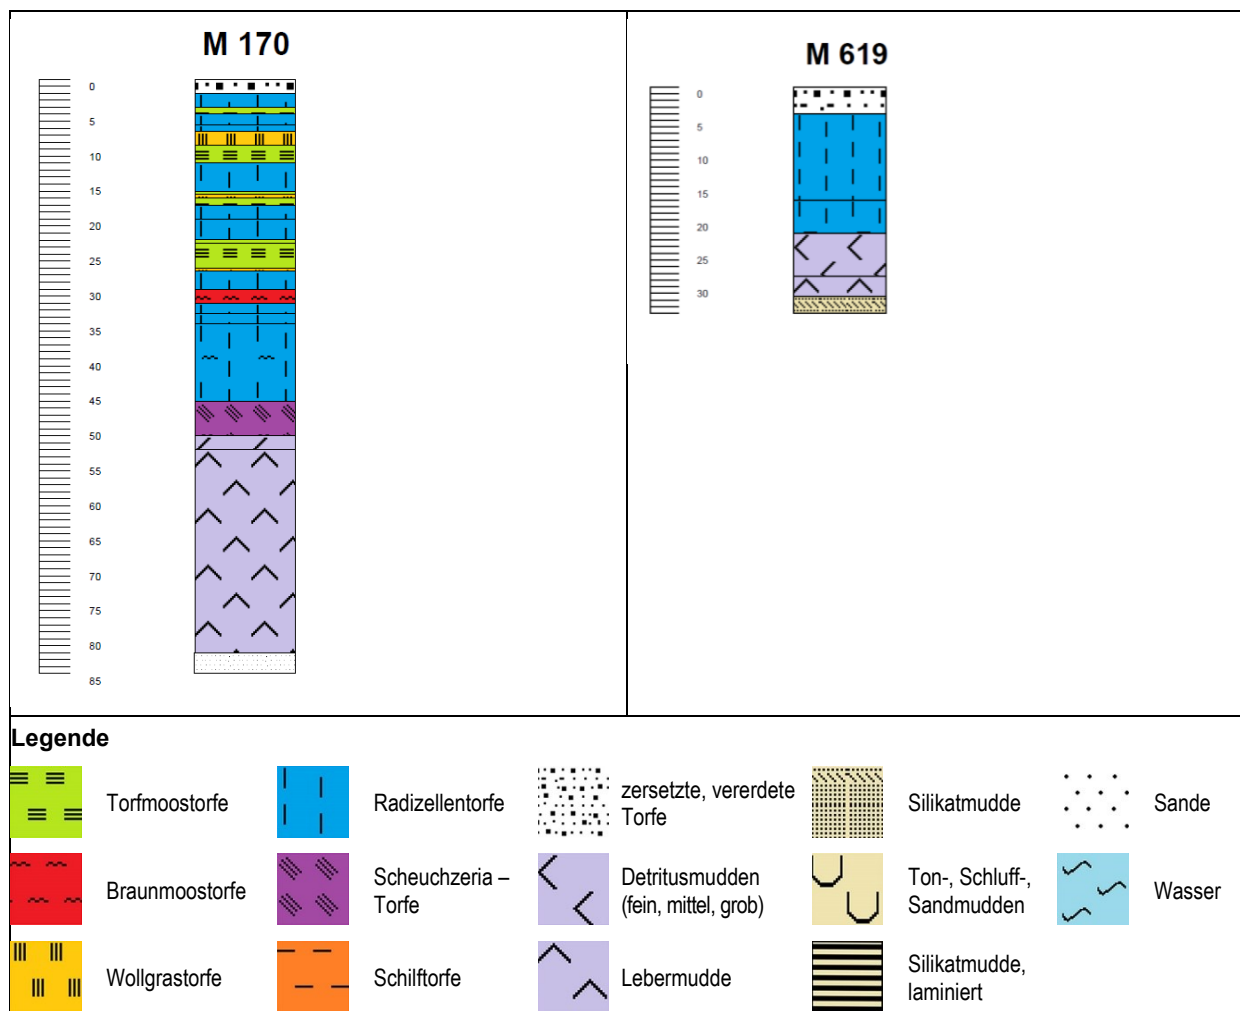 M 170
0
5
10
15
20
25
30
35
40
45
50
55
60
65
70
75
80
85
M 619
0
5
10
15
20
25
30
Legende
Torfmoostorfe
Radizellentorfe
zersetzte, vererdete
Torfe
Silikatmudde
Sande
Braunmoostorfe
Scheuchzeria –
Torfe
Detritusmudden
(fein, mittel, grob)
Ton-, Schluff-,
Sandmudden
Wasser
Wollgrastorfe
Schilftorfe
Lebermudde
Silikatmudde,
laminiert